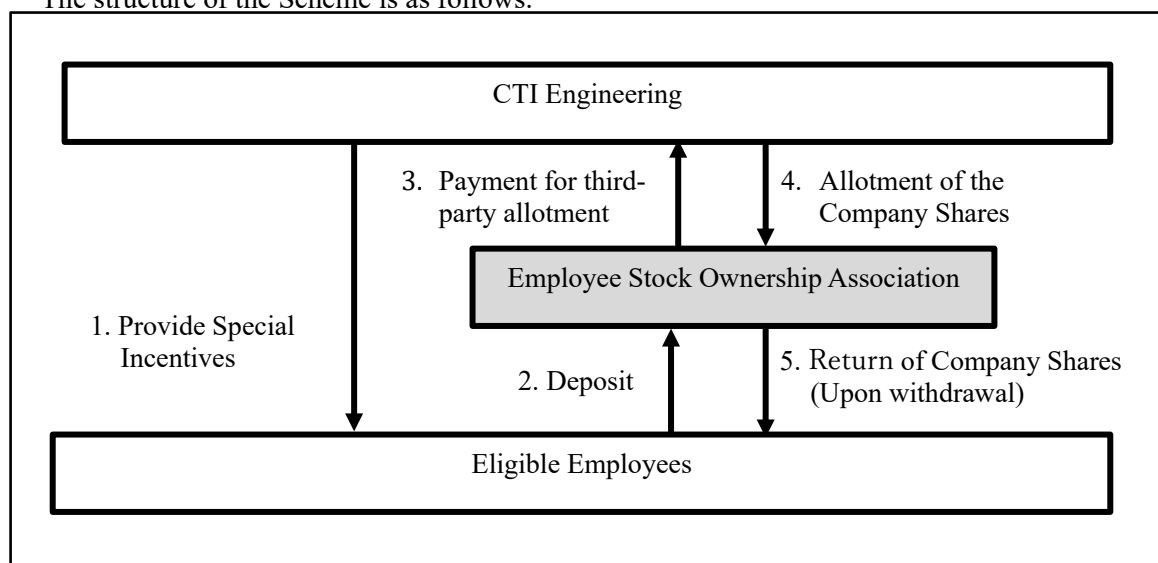 The structure of the Scheme is as follows:
CTI Engineering
3. Payment for third-
party allotment
4. Allotment of the
Company Shares
Employee Stock Ownership Association
1. Provide Special
Incentives
2. Deposit
5. Return of Company Shares
(Upon withdrawal)
Eligible Employees